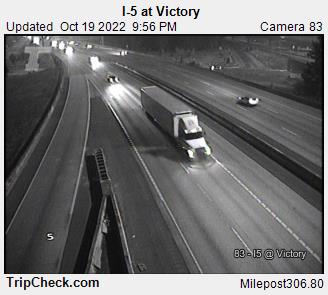 I-5 at Victory
Updated Oct 19 2022 9:56 PM Camera 83
S
83 - I5 @ Victory
TripCheck.com Milepost306.80